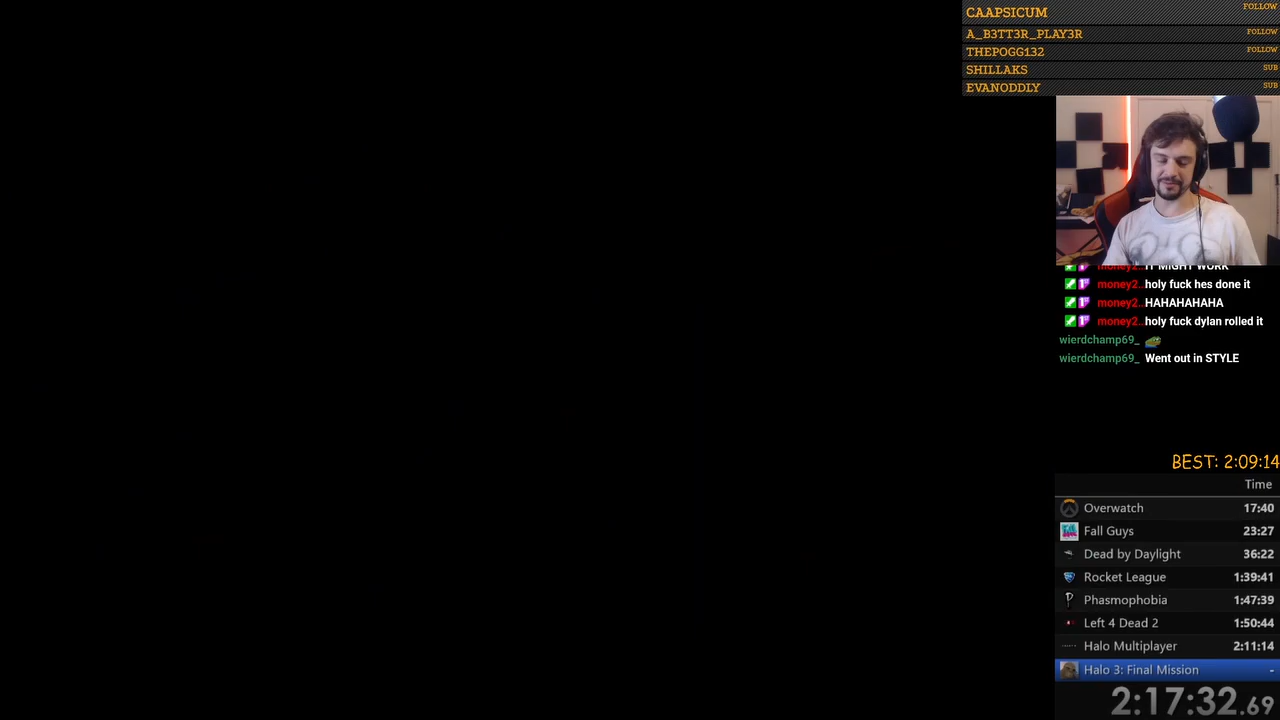 CAAPSICUM FOLLOW
A_B3TT3R_PLAY3R FOLLOW
THEPOGG132 FOLLOW
SHILLAKS SUB
EVANODDLY SUB
money2.. IT MIGHT WORK
money2.. holy fuck hes done it
money2.. HAHAHAHAHA
money2.. holy fuck dylan rolled it
wierdchamp69_
wierdchamp69_ Went out in STYLE
BEST: 2:09:14
Time
Overwatch 17:40
Fall Guys 23:27
Dead by Daylight 36:22
Rocket League 1:39:41
Phasmophobia 1:47:39
Left 4 Dead 2 1:50:44
Halo Multiplayer 2:11:14
Halo 3: Final Mission -
2:17:32.69